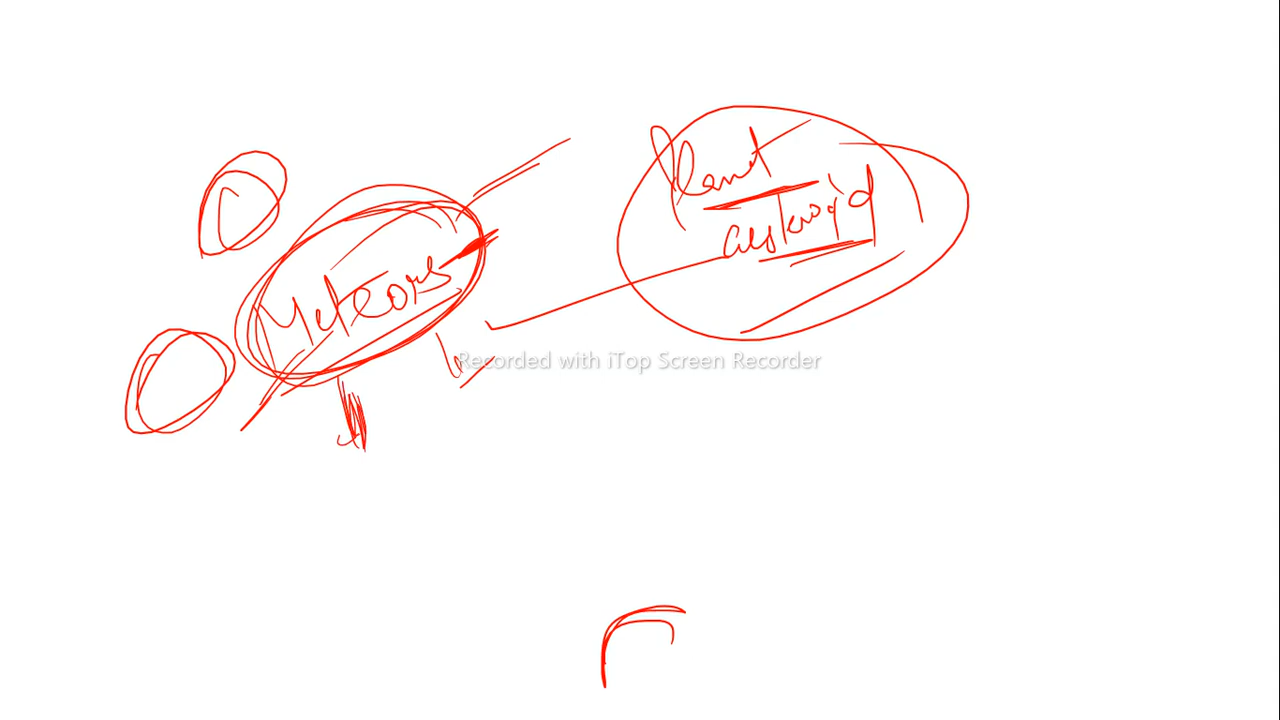 Planet
asteroid
Meteors
Recorded with iTop Screen Recorder